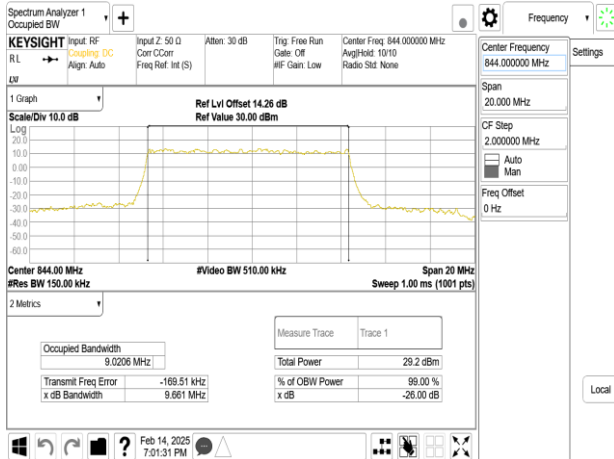 Spectrum Analyzer 1
Occupied BW
Frequency
KEYSIGHT
RL
Input: RF
Coupling: DC
Align: Auto
Input Z: 50 Ω
Corr CCorr
Freq Ref: Int (S)
Atten: 30 dB
Trig: Free Run
Gate: Off
#IF Gain: Low
Center Freq: 844.000000 MHz
Avg|Hold: 10/10
Radio Std: None
LXI
Center Frequency
844.000000 MHz
Settings
Span
20.000 MHz
CF Step
2.000000 MHz
Auto
Man
Freq Offset
0 Hz
Local
1 Graph
Scale/Div 10.0 dB
Ref Lvl Offset 14.26 dB
Ref Value 30.00 dBm
Log
20.0
10.0
0.00
-10.0
-20.0
-30.0
-40.0
-50.0
-60.0
Center 844.00 MHz
#Video BW 510.00 kHz
Span 20 MHz
#Res BW 150.00 kHz
Sweep 1.00 ms (1001 pts)
2 Metrics
Measure Trace
Trace 1
Occupied Bandwidth
9.0206 MHz
Total Power
29.2 dBm
Transmit Freq Error
-169.51 kHz
% of OBW Power
99.00 %
x dB Bandwidth
9.661 MHz
x dB
-26.00 dB
Feb 14, 2025
7:01:31 PM